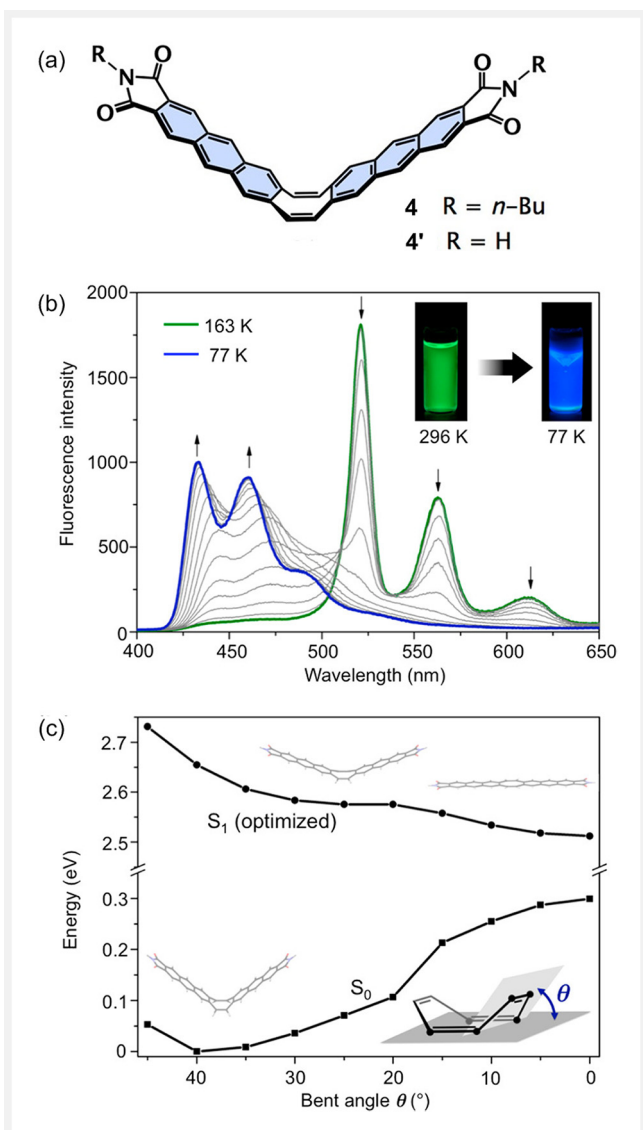 (a)
R
O
N
O
O
N
R
O
4 R = n–Bu
4' R = H
(b)
2000
1500
1000
500
0
Fluorescence intensity
163 K
77 K
296 K
77 K
400 450 500 550 600 650
Wavelength (nm)
(c)
2.7
2.6
2.5
0.3
0.2
0.1
0
Energy (eV)
S1 (optimized)
S0
θ
40 30 20 10 0
Bent angle θ (°)